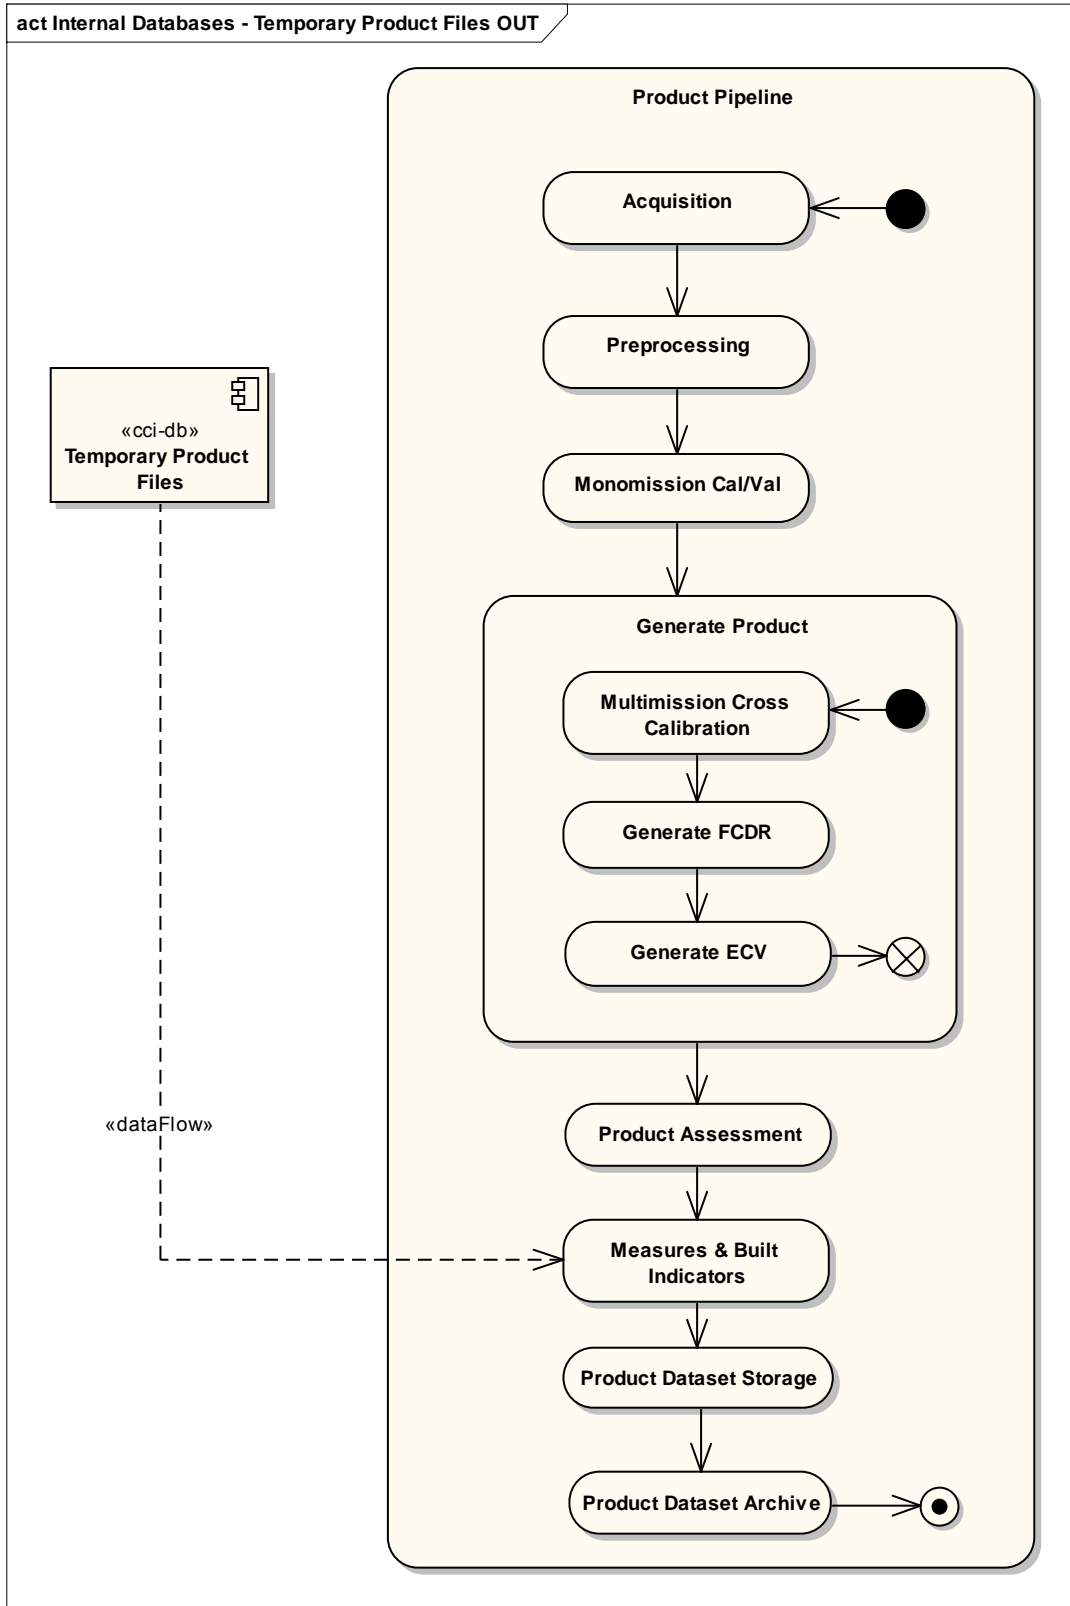 act Internal Databases - Temporary Product Files OUT
Product Pipeline
Acquisition
Preprocessing
«cci-db»
Temporary Product
Files
Monomission Cal/Val
Generate Product
Multimission Cross
Calibration
Generate FCDR
Generate ECV
«dataFlow»
Product Assessment
Measures & Built
Indicators
Product Dataset Storage
Product Dataset Archive